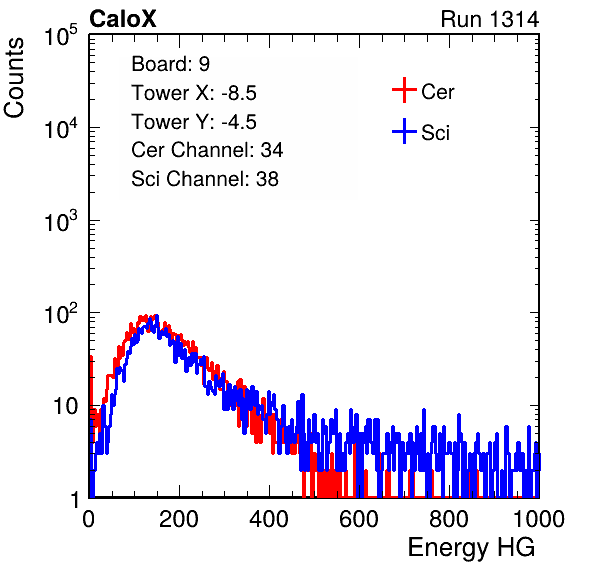 CaloX Run 1314
Counts
10^5
10^4
10^3
10^2
10
1
Board: 9
Tower X: -8.5
Tower Y: -4.5
Cer Channel: 34
Sci Channel: 38
Cer
Sci
0 200 400 600 800 1000
Energy HG